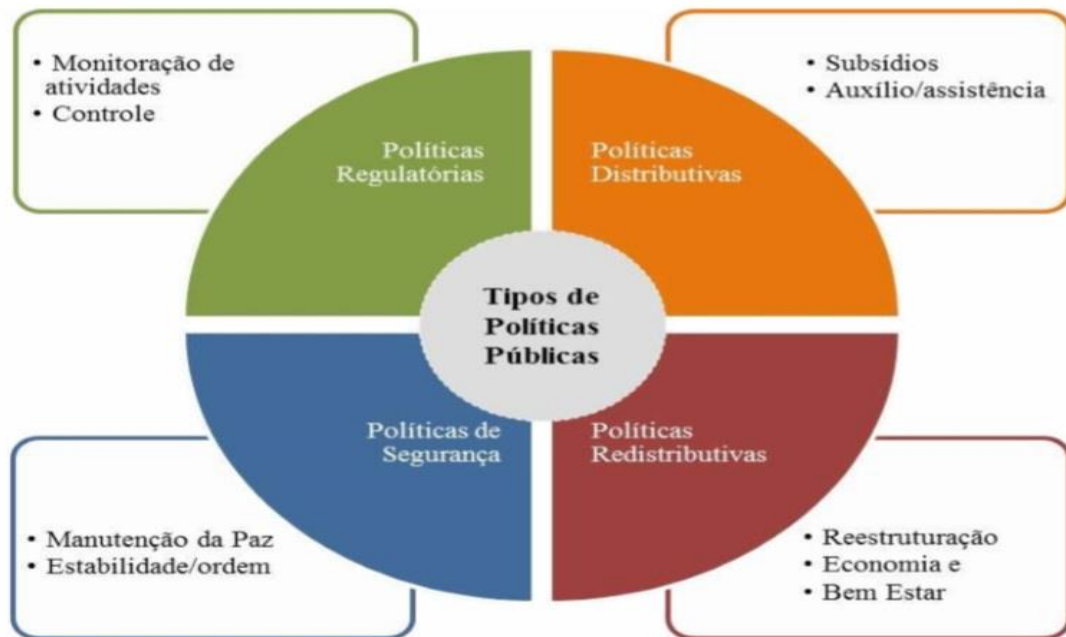 • Monitoração de
atividades
• Controle
• Subsídios
• Auxílio/assistência
Políticas
Regulatórias
Políticas
Distributivas
Tipos de
Políticas
Públicas
Políticas de
Segurança
Políticas
Redistributivas
• Manutenção da Paz
• Estabilidade/ordem
• Reestruturação
• Economia e
• Bem Estar